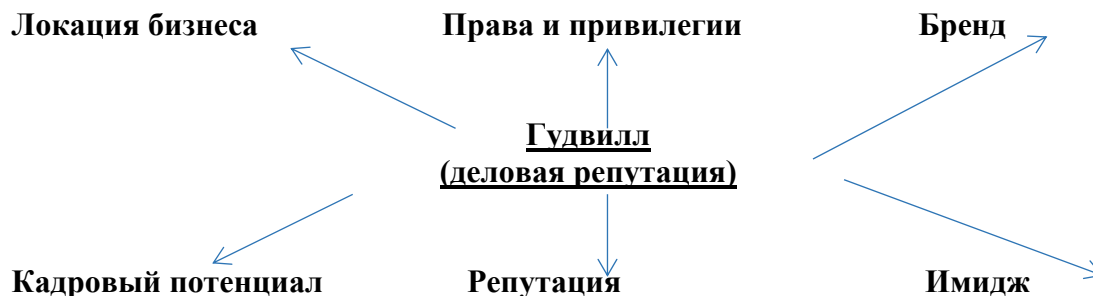 Локация бизнеса Права и привилегии Бренд
Гудвилл
(деловая репутация)
Кадровый потенциал Репутация Имидж